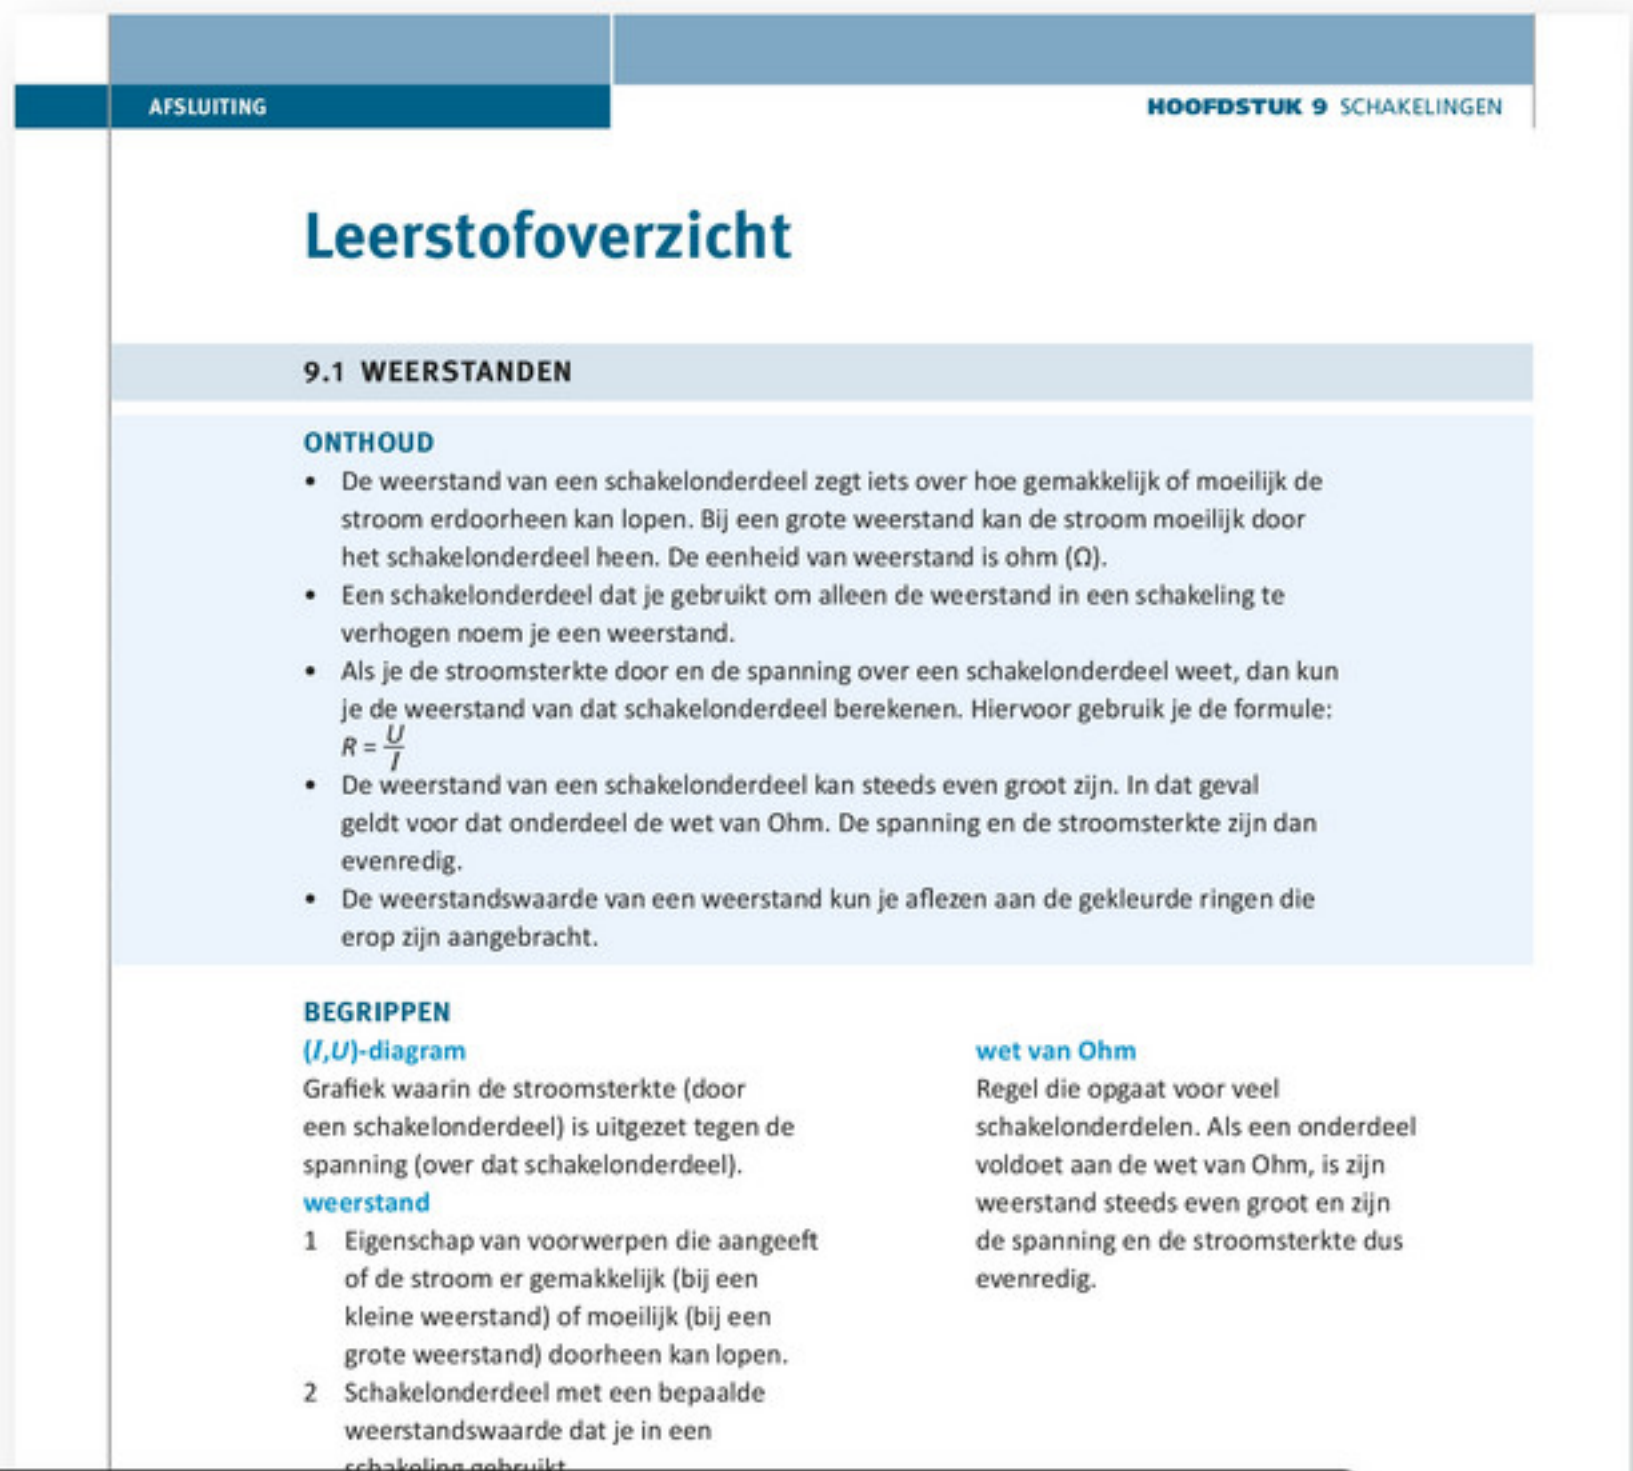 AFSLUITING
HOOFDSTUK 9 SCHAKELINGEN
Leerstofoverzicht
9.1 WEERSTANDEN
ONTHOUD
• De weerstand van een schakelonderdeel zegt iets over hoe gemakkelijk of moeilijk de
stroom erdoorheen kan lopen. Bij een grote weerstand kan de stroom moeilijk door
het schakelonderdeel heen. De eenheid van weerstand is ohm (Ω).
• Een schakelonderdeel dat je gebruikt om alleen de weerstand in een schakeling te
verhogen noem je een weerstand.
• Als je de stroomsterkte door en de spanning over een schakelonderdeel weet, dan kun
je de weerstand van dat schakelonderdeel berekenen. Hiervoor gebruik je de formule:
R = U/I
• De weerstand van een schakelonderdeel kan steeds even groot zijn. In dat geval
geldt voor dat onderdeel de wet van Ohm. De spanning en de stroomsterkte zijn dan
evenredig.
• De weerstandswaarde van een weerstand kun je aflezen aan de gekleurde ringen die
erop zijn aangebracht.
BEGRIPPEN
(I,U)-diagram
Grafiek waarin de stroomsterkte (door
een schakelonderdeel) is uitgezet tegen de
spanning (over dat schakelonderdeel).
weerstand
1 Eigenschap van voorwerpen die aangeeft
of de stroom er gemakkelijk (bij een
kleine weerstand) of moeilijk (bij een
grote weerstand) doorheen kan lopen.
2 Schakelonderdeel met een bepaalde
weerstandswaarde dat je in een
schakeling gebruikt
wet van Ohm
Regel die opgaat voor veel
schakelonderdelen. Als een onderdeel
voldoet aan de wet van Ohm, is zijn
weerstand steeds even groot en zijn
de spanning en de stroomsterkte dus
evenredig.